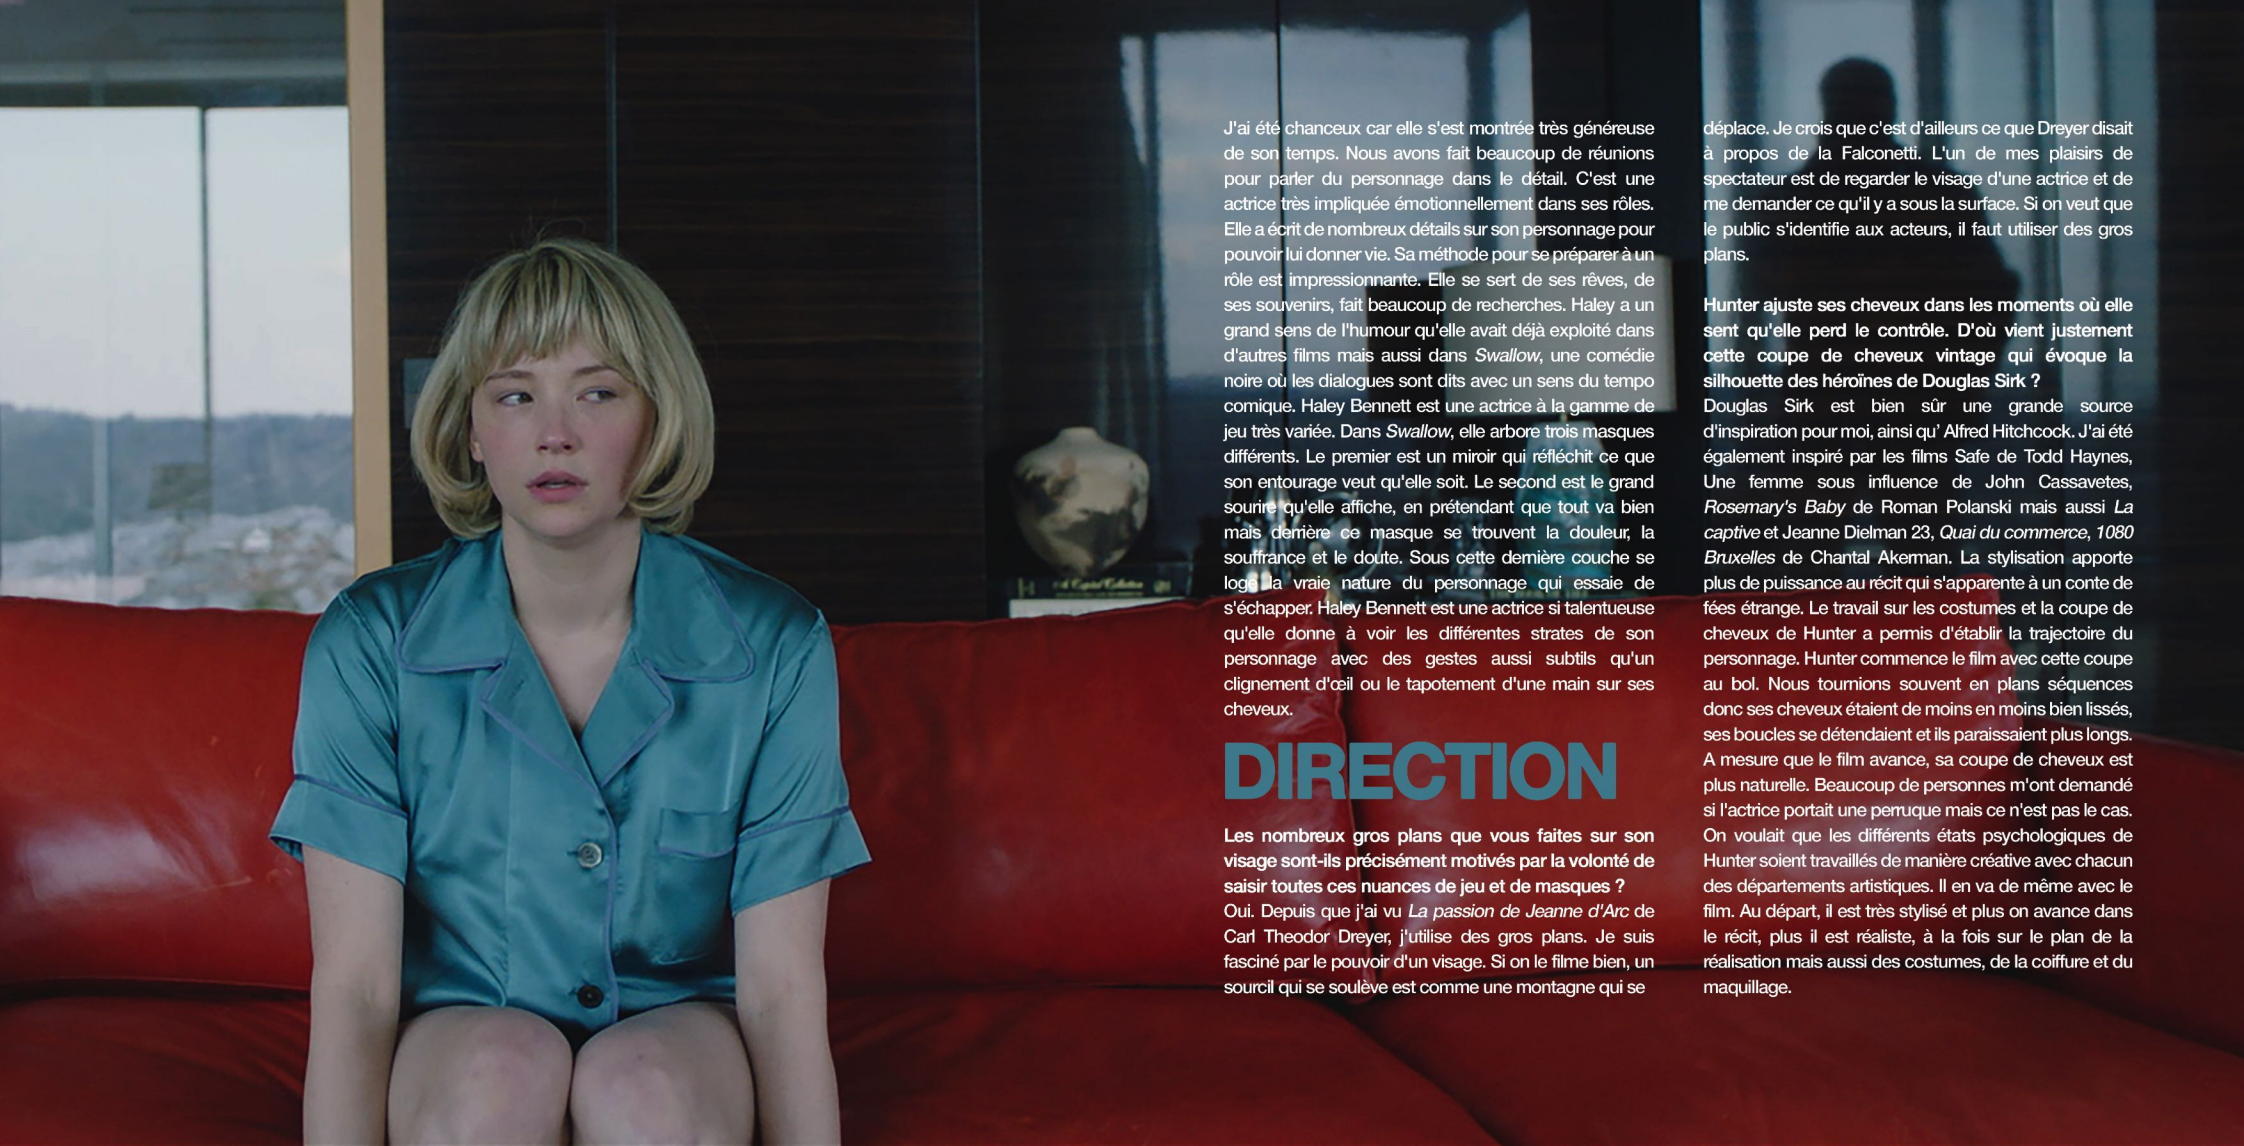 J'ai été chanceux car elle s'est montrée très généreuse
de son temps. Nous avons fait beaucoup de réunions
pour parler du personnage dans le détail. C'est une
actrice très impliquée émotionnellement dans ses rôles.
Elle a écrit de nombreux détails sur son personnage pour
pouvoir lui donner vie. Sa méthode pour se préparer à un
rôle est impressionnante. Elle se sert de ses rêves, de
ses souvenirs, fait beaucoup de recherches. Haley a un
grand sens de l'humour qu'elle avait déjà exploité dans
d'autres films mais aussi dans Swallow, une comédie
noire où les dialogues sont dits avec un sens du tempo
comique. Haley Bennett est une actrice à la gamme de
jeu très variée. Dans Swallow, elle arbore trois masques
différents. Le premier est un miroir qui réfléchit ce que
son entourage veut qu'elle soit. Le second est le grand
sourire qu'elle affiche, en prétendant que tout va bien
mais derrière ce masque se trouvent la douleur, la
souffrance et le doute. Sous cette dernière couche se
loge la vraie nature du personnage qui essaie de
s'échapper. Haley Bennett est une actrice si talentueuse
qu'elle donne à voir les différentes strates de son
personnage avec des gestes aussi subtils qu'un
clignement d'œil ou le tapotement d'une main sur ses
cheveux.
DIRECTION
Les nombreux gros plans que vous faites sur son
visage sont-ils précisément motivés par la volonté de
saisir toutes ces nuances de jeu et de masques ?
Oui. Depuis que j'ai vu La passion de Jeanne d'Arc de
Carl Theodor Dreyer, j'utilise des gros plans. Je suis
fasciné par le pouvoir d'un visage. Si on le filme bien, un
sourcil qui se soulève est comme une montagne qui se
déplace. Je crois que c'est d'ailleurs ce que Dreyer disait
à propos de la Falconetti. L'un de mes plaisirs de
spectateur est de regarder le visage d'une actrice et de
me demander ce qu'il y a sous la surface. Si on veut que
le public s'identifie aux acteurs, il faut utiliser des gros
plans.
Hunter ajuste ses cheveux dans les moments où elle
sent qu'elle perd le contrôle. D'où vient justement
cette coupe de cheveux vintage qui évoque la
silhouette des héroïnes de Douglas Sirk ?
Douglas Sirk est bien sûr une grande source
d'inspiration pour moi, ainsi qu’ Alfred Hitchcock. J'ai été
également inspiré par les films Safe de Todd Haynes,
Une femme sous influence de John Cassavetes,
Rosemary's Baby de Roman Polanski mais aussi La
captive et Jeanne Dielman 23, Quai du commerce, 1080
Bruxelles de Chantal Akerman. La stylisation apporte
plus de puissance au récit qui s'apparente à un conte de
fées étrange. Le travail sur les costumes et la coupe de
cheveux de Hunter a permis d'établir la trajectoire du
personnage. Hunter commence le film avec cette coupe
au bol. Nous tournions souvent en plans séquences
donc ses cheveux étaient de moins en moins bien lissés,
ses boucles se détendaient et ils paraissaient plus longs.
A mesure que le film avance, sa coupe de cheveux est
plus naturelle. Beaucoup de personnes m'ont demandé
si l'actrice portait une perruque mais ce n'est pas le cas.
On voulait que les différents états psychologiques de
Hunter soient travaillés de manière créative avec chacun
des départements artistiques. Il en va de même avec le
film. Au départ, il est très stylisé et plus on avance dans
le récit, plus il est réaliste, à la fois sur le plan de la
réalisation mais aussi des costumes, de la coiffure et du
maquillage.